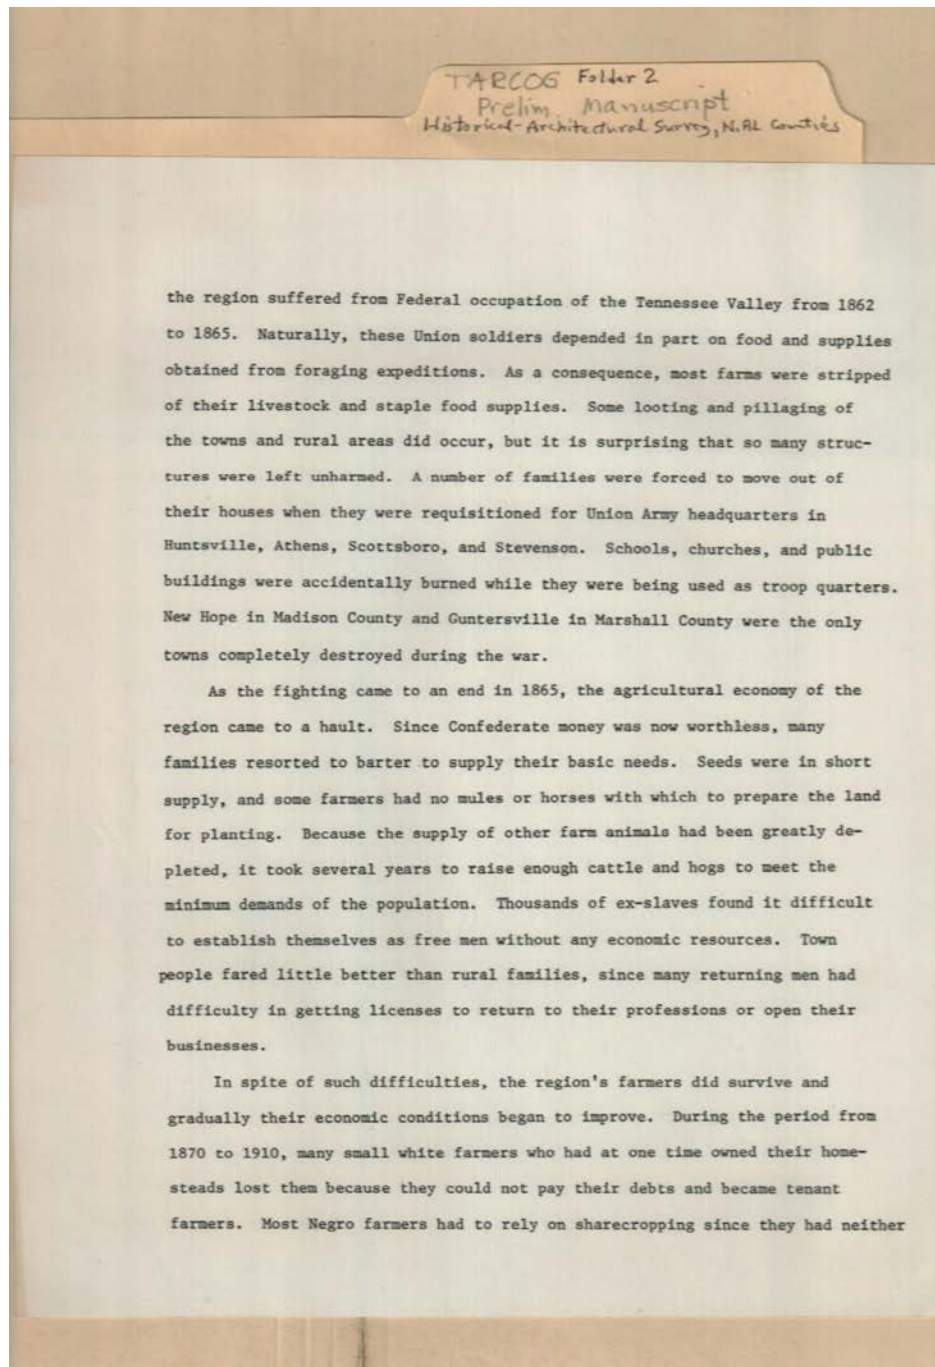 TARCOG Folder 2
Prelim. Manuscript
Historical-Architectural Survey, N. AL Counties
the region suffered from Federal occupation of the Tennessee Valley from 1862
to 1865. Naturally, these Union soldiers depended in part on food and supplies
obtained from foraging expeditions. As a consequence, most farms were stripped
of their livestock and staple food supplies. Some looting and pillaging of
the towns and rural areas did occur, but it is surprising that so many struc-
tures were left unharmed. A number of families were forced to move out of
their houses when they were requisitioned for Union Army headquarters in
Huntsville, Athens, Scottsboro, and Stevenson. Schools, churches, and public
buildings were accidentally burned while they were being used as troop quarters.
New Hope in Madison County and Guntersville in Marshall County were the only
towns completely destroyed during the war.
As the fighting came to an end in 1865, the agricultural economy of the
region came to a hault. Since Confederate money was now worthless, many
families resorted to barter to supply their basic needs. Seeds were in short
supply, and some farmers had no mules or horses with which to prepare the land
for planting. Because the supply of other farm animals had been greatly de-
pleted, it took several years to raise enough cattle and hogs to meet the
minimum demands of the population. Thousands of ex-slaves found it difficult
to establish themselves as free men without any economic resources. Town
people fared little better than rural families, since many returning men had
difficulty in getting licenses to return to their professions or open their
businesses.
In spite of such difficulties, the region's farmers did survive and
gradually their economic conditions began to improve. During the period from
1870 to 1910, many small white farmers who had at one time owned their home-
steads lost them because they could not pay their debts and became tenant
farmers. Most Negro farmers had to rely on sharecropping since they had neither